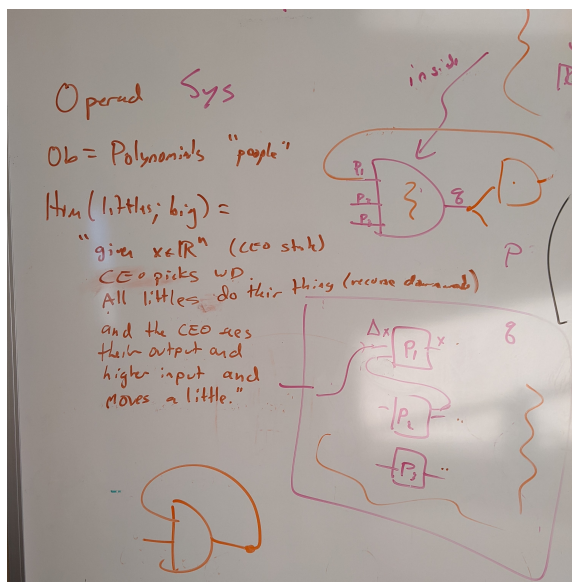 Operad Sys
Ob = Polynomials "people"
Hom(littles; big) =
"given x∈ℝⁿ (CEO state)
CEO picks WD.
All littles do their thing (recurse downward)
and the CEO sees
their output and
higher input and
moves a little."
inside
P₁
P₂
P₃
q
P
q
Δx
P₁
x
P₂
P₃